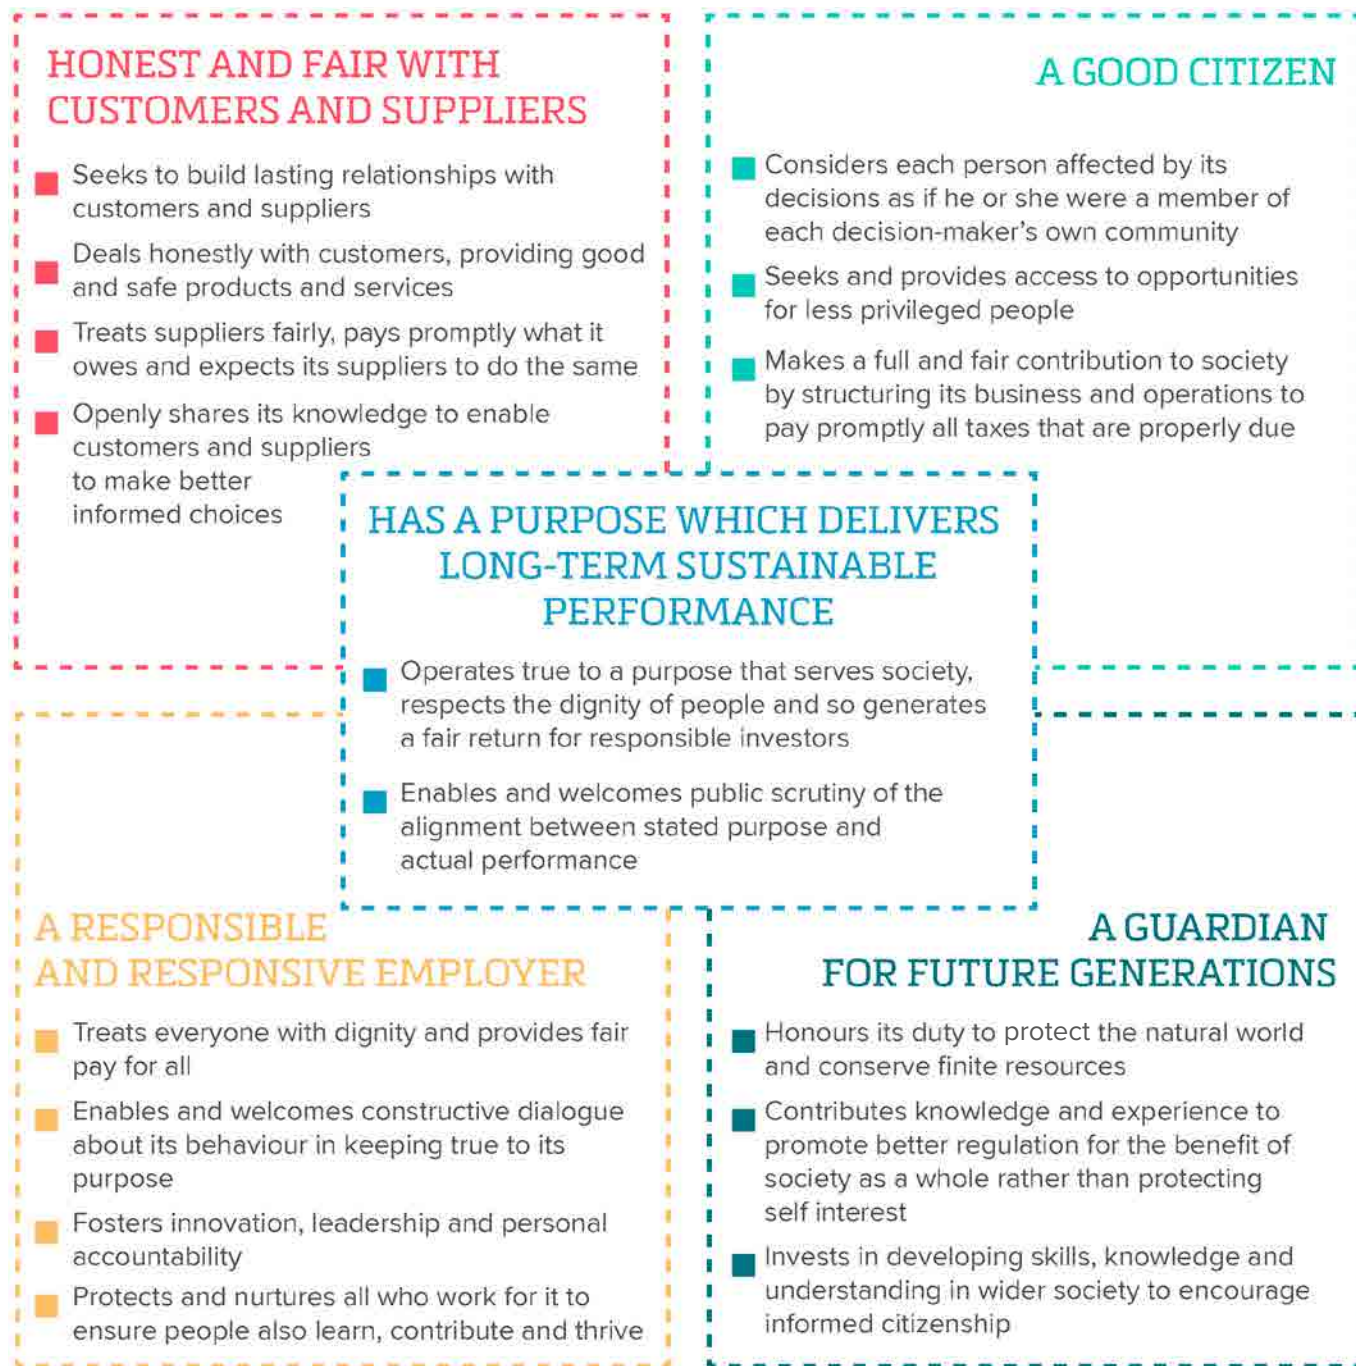 HONEST AND FAIR WITH
CUSTOMERS AND SUPPLIERS
Seeks to build lasting relationships with
customers and suppliers
Deals honestly with customers, providing good
and safe products and services
Treats suppliers fairly, pays promptly what it
owes and expects its suppliers to do the same
Openly shares its knowledge to enable
customers and suppliers
to make better
informed choices
A GOOD CITIZEN
Considers each person affected by its
decisions as if he or she were a member of
each decision-maker's own community
Seeks and provides access to opportunities
for less privileged people
Makes a full and fair contribution to society
by structuring its business and operations to
pay promptly all taxes that are properly due
HAS A PURPOSE WHICH DELIVERS
LONG-TERM SUSTAINABLE
PERFORMANCE
Operates true to a purpose that serves society,
respects the dignity of people and so generates
a fair return for responsible investors
Enables and welcomes public scrutiny of the
alignment between stated purpose and
actual performance
A RESPONSIBLE
AND RESPONSIVE EMPLOYER
Treats everyone with dignity and provides fair
pay for all
Enables and welcomes constructive dialogue
about its behaviour in keeping true to its
purpose
Fosters innovation, leadership and personal
accountability
Protects and nurtures all who work for it to
ensure people also learn, contribute and thrive
A GUARDIAN
FOR FUTURE GENERATIONS
Honours its duty to protect the natural world
and conserve finite resources
Contributes knowledge and experience to
promote better regulation for the benefit of
society as a whole rather than protecting
self interest
Invests in developing skills, knowledge and
understanding in wider society to encourage
informed citizenship